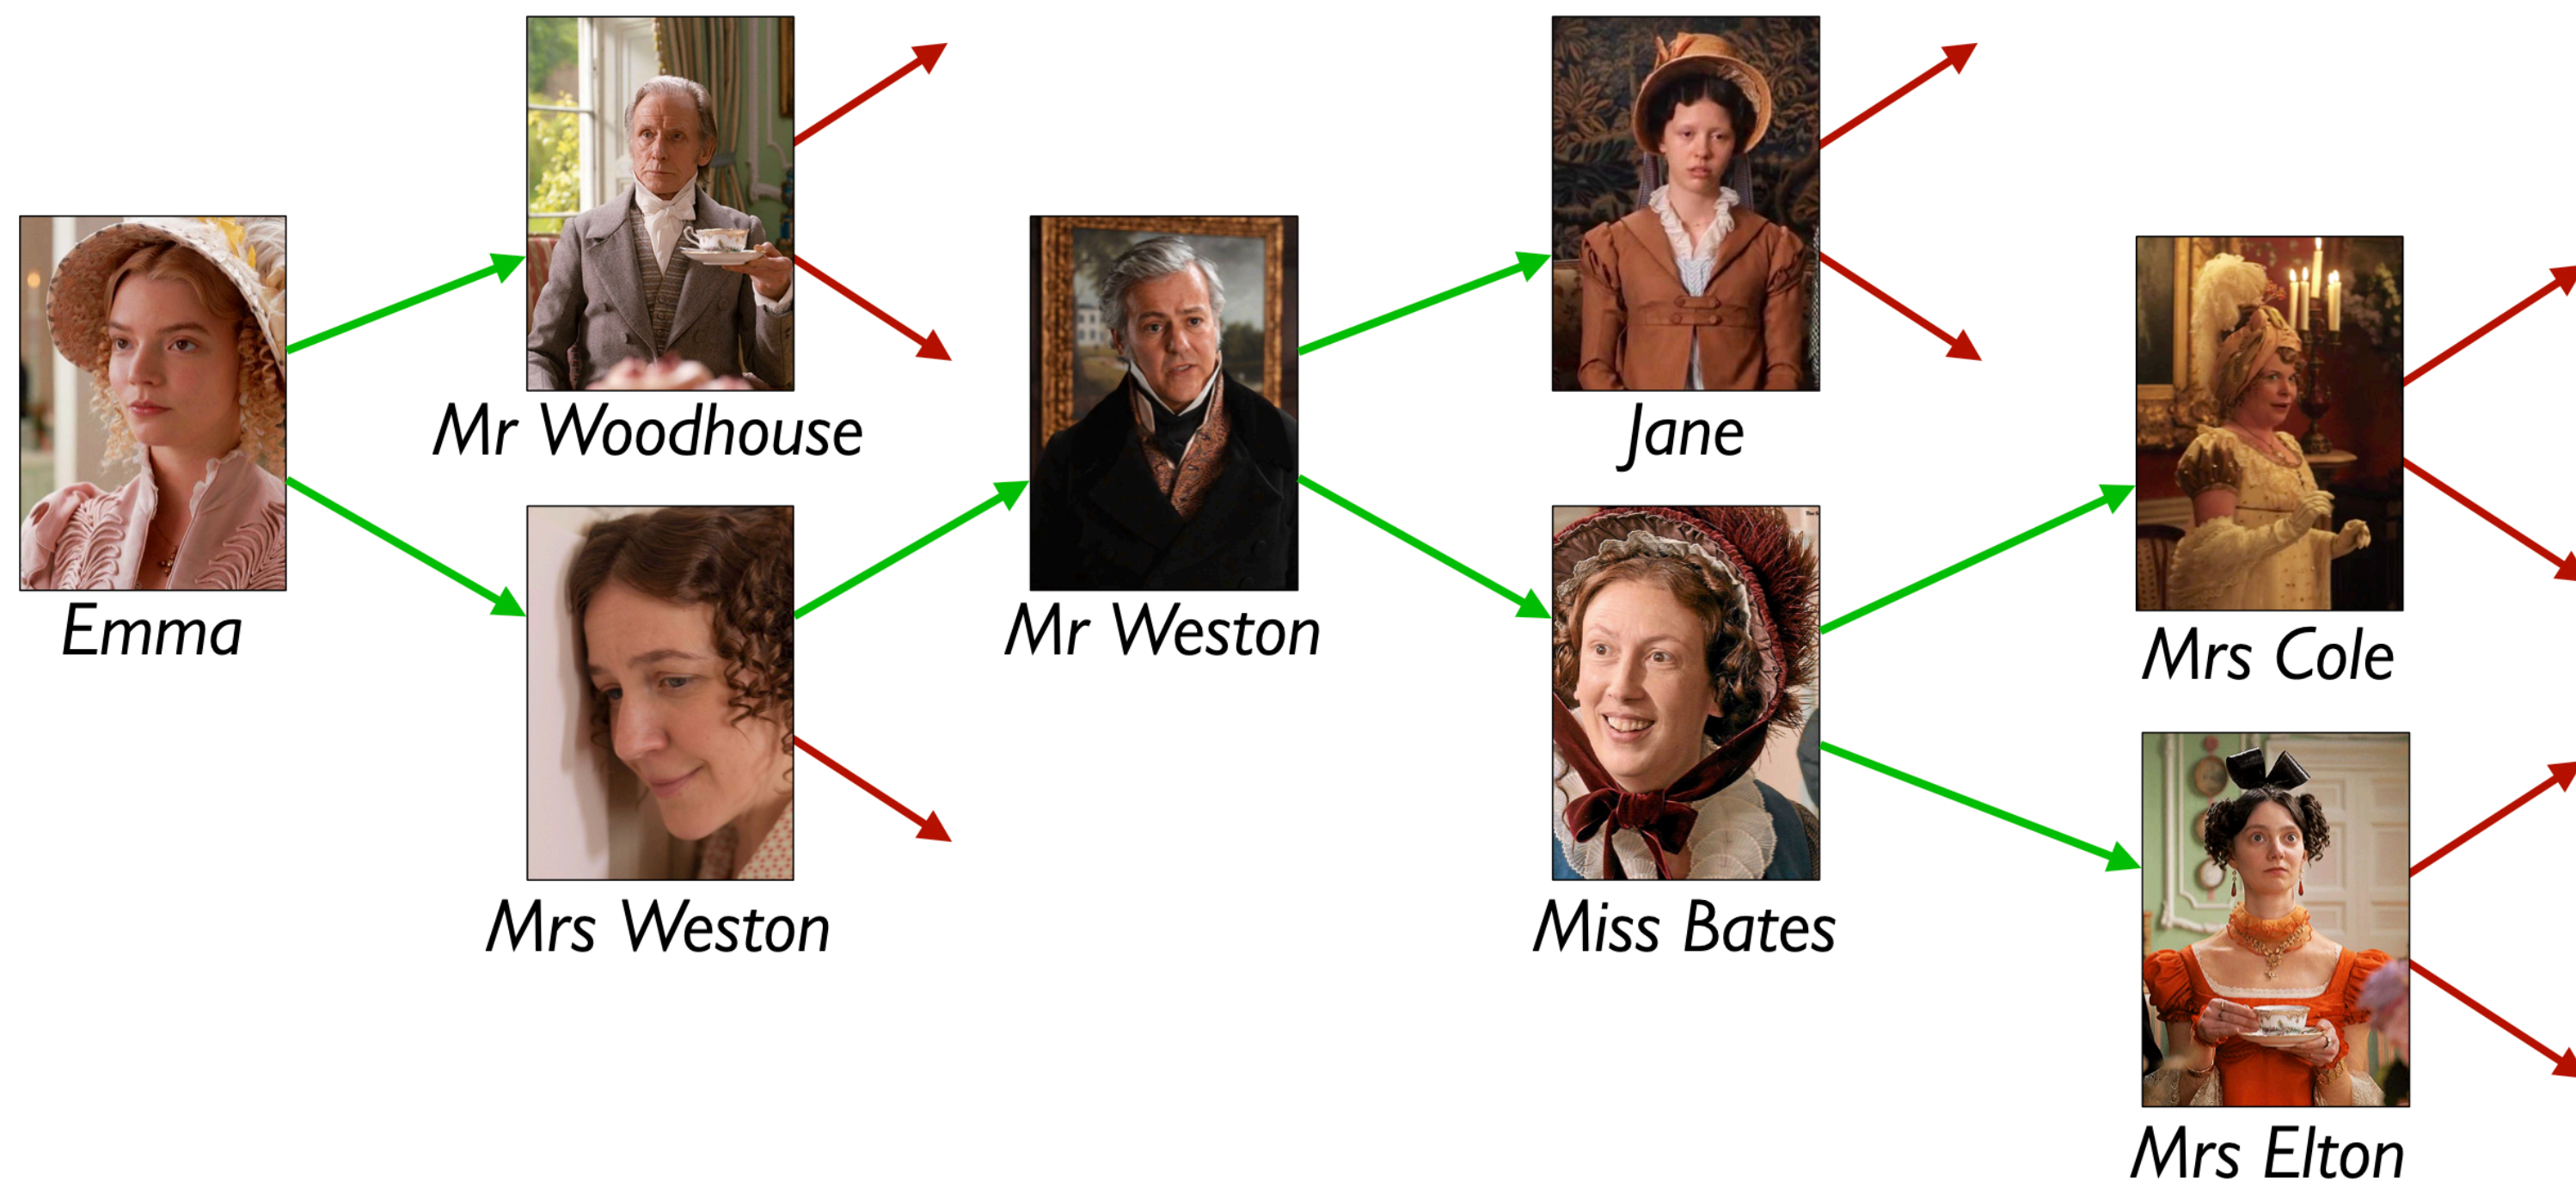 Mr Woodhouse
Jane
Emma
Mr Weston
Mrs Cole
Mrs Weston
Miss Bates
Mrs Elton